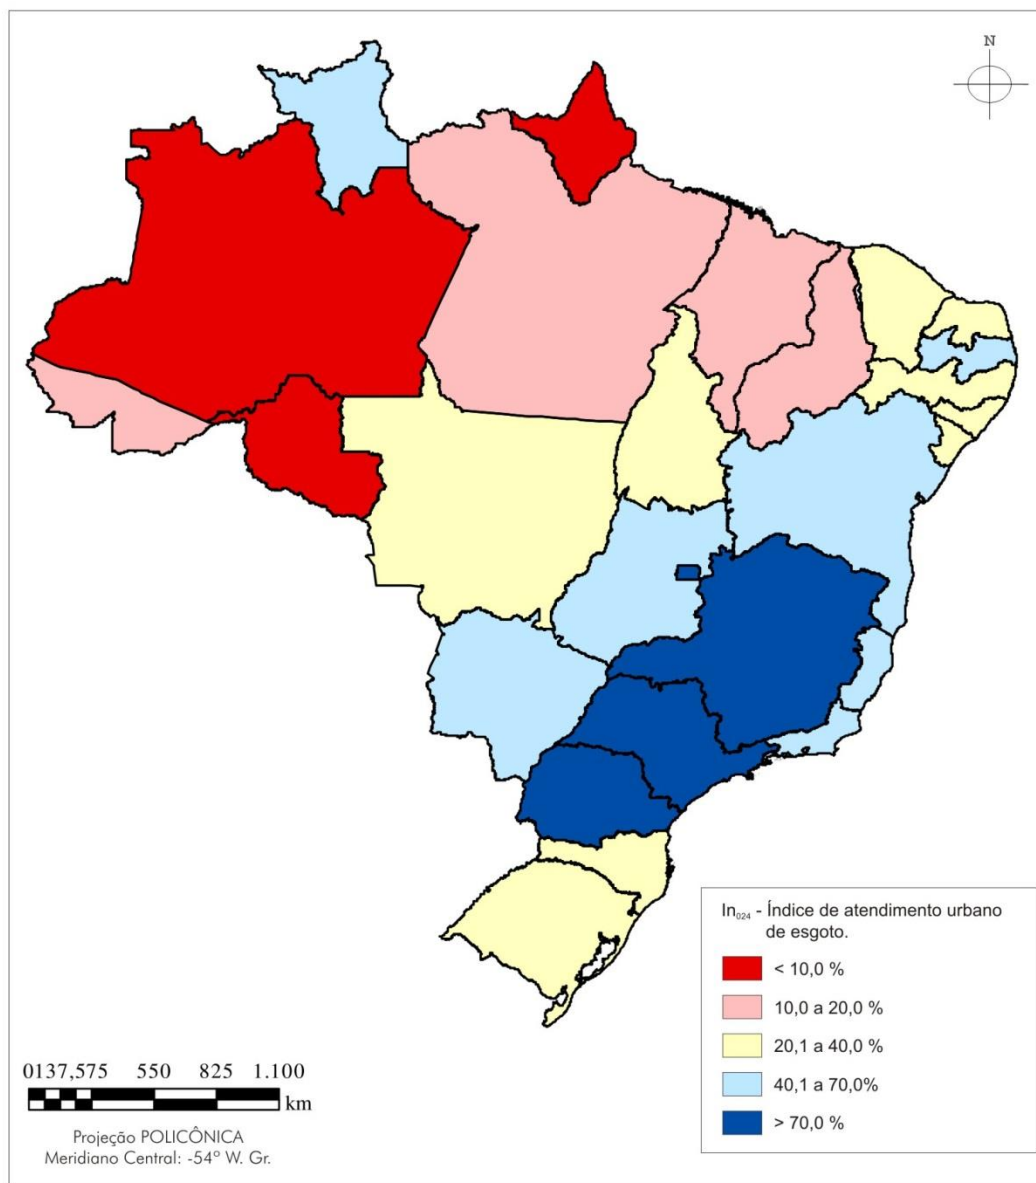 N
In024 - Índice de atendimento urbano
de esgoto.
< 10,0 %
10,0 a 20,0 %
20,1 a 40,0 %
40,1 a 70,0%
> 70,0 %
0137,575 550 825 1.100
km
Projeção POLICÔNICA
Meridiano Central: -54º W. Gr.